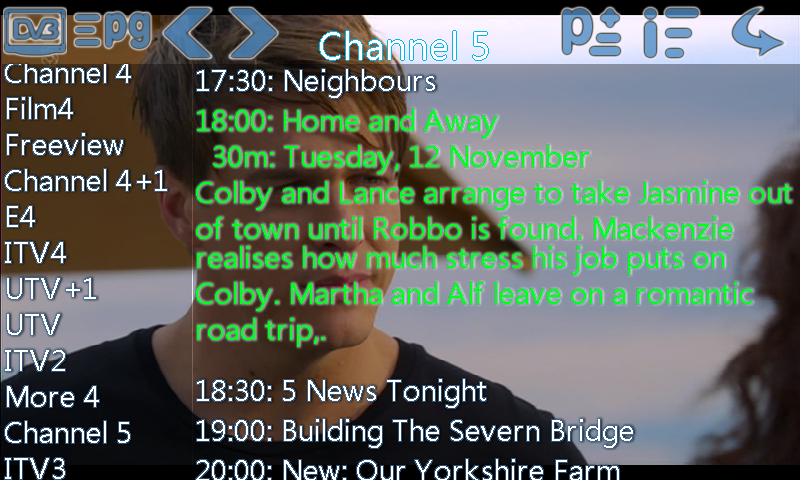 DVB Epg
Channel 5
p± i
Channel 4
Film4
Freeview
Channel 4+1
E4
ITV4
UTV+1
UTV
ITV2
More 4
Channel 5
ITV3
17:30: Neighbours
18:00: Home and Away
30m: Tuesday, 12 November
Colby and Lance arrange to take Jasmine out
of town until Robbo is found. Mackenzie
realises how much stress his job puts on
Colby. Martha and Alf leave on a romantic
road trip,.
18:30: 5 News Tonight
19:00: Building The Severn Bridge
20:00: New: Our Yorkshire Farm